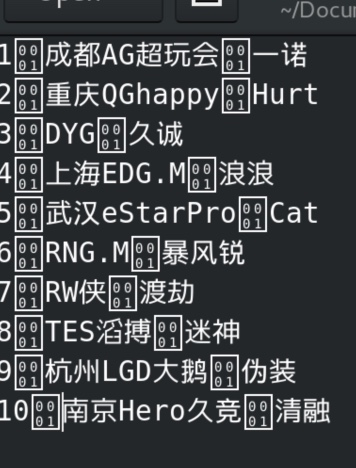 Open
~/Docum
1成都AG超玩会一诺
2重庆QGhappyHurt
3DYG久诚
4上海EDG.M浪浪
5武汉eStarProCat
6RNG.M暴风锐
7RW侠渡劫
8TES滔搏迷神
9杭州LGD大鹅伪装
10南京Hero久竞清融